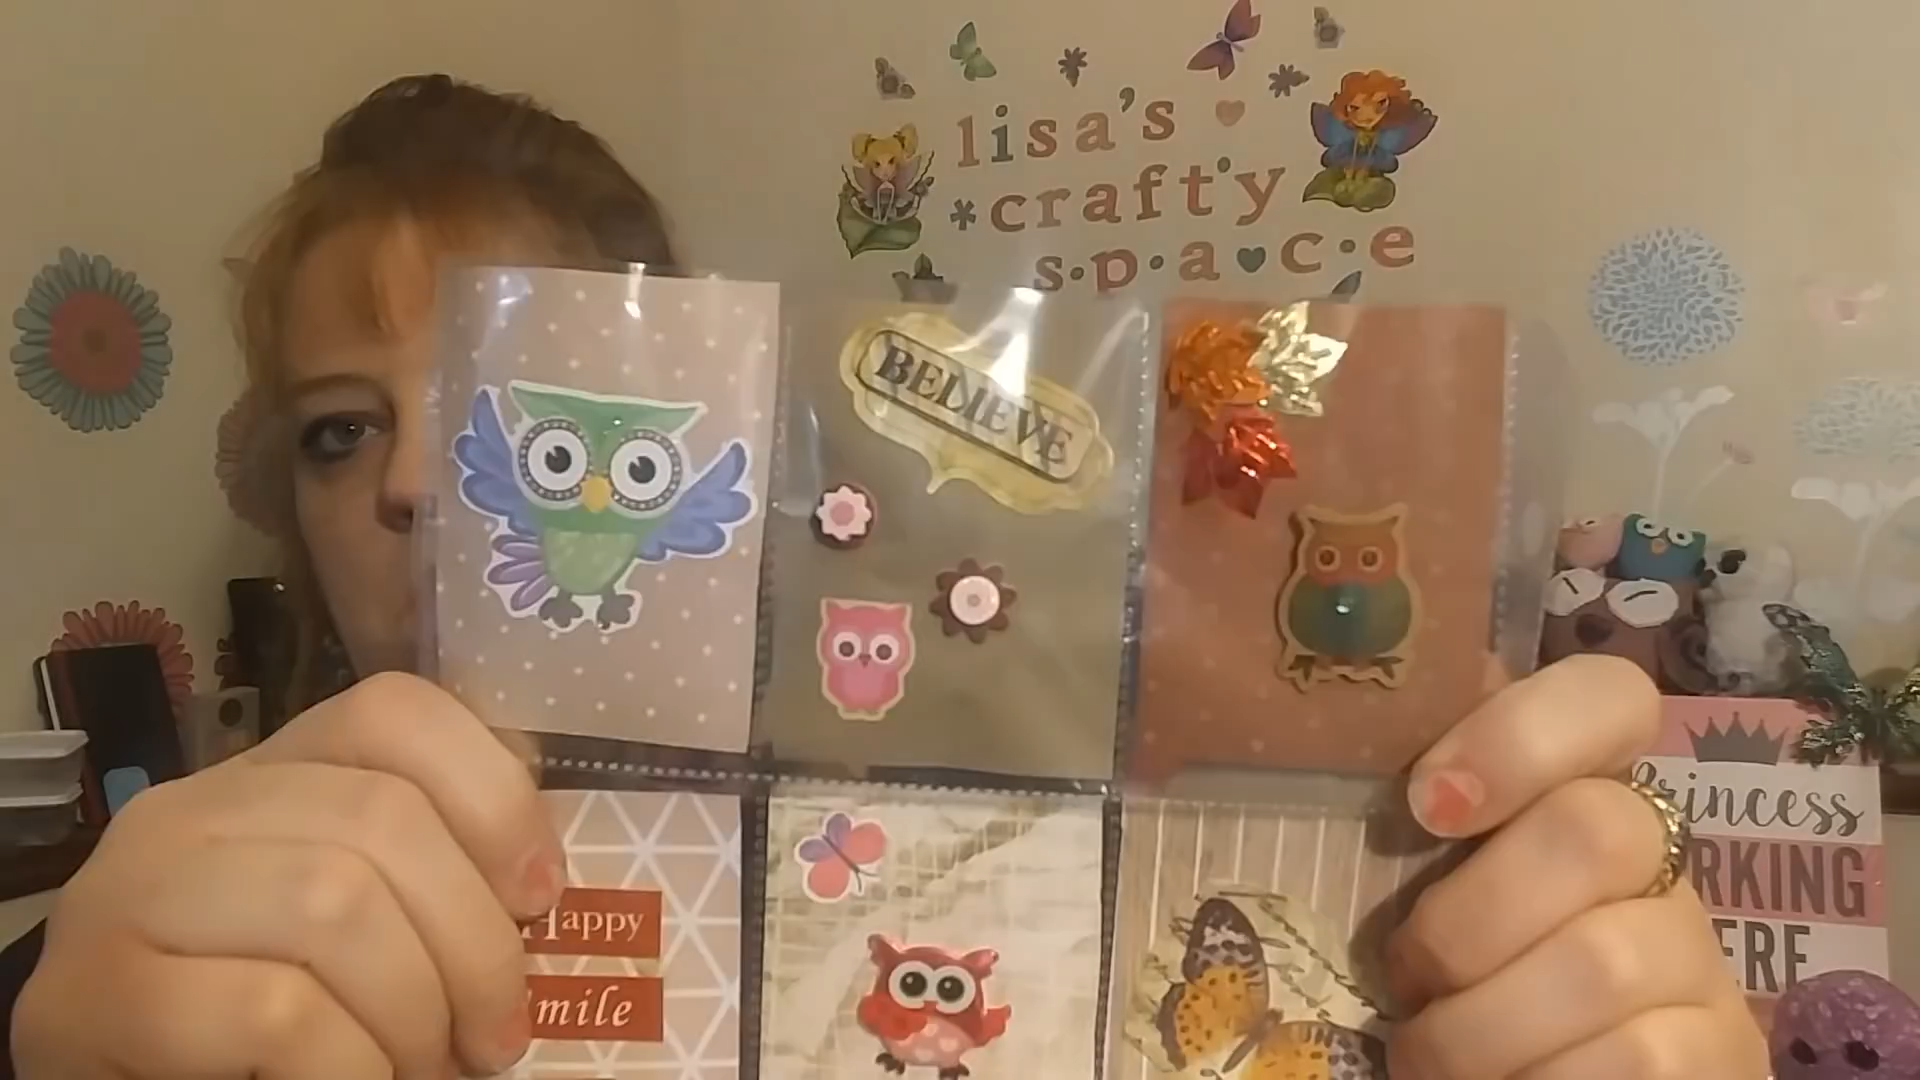 lisa's
crafty
s•p•a•c•e
BELIEVE
Happy
mile
Princess
RKING
ERE